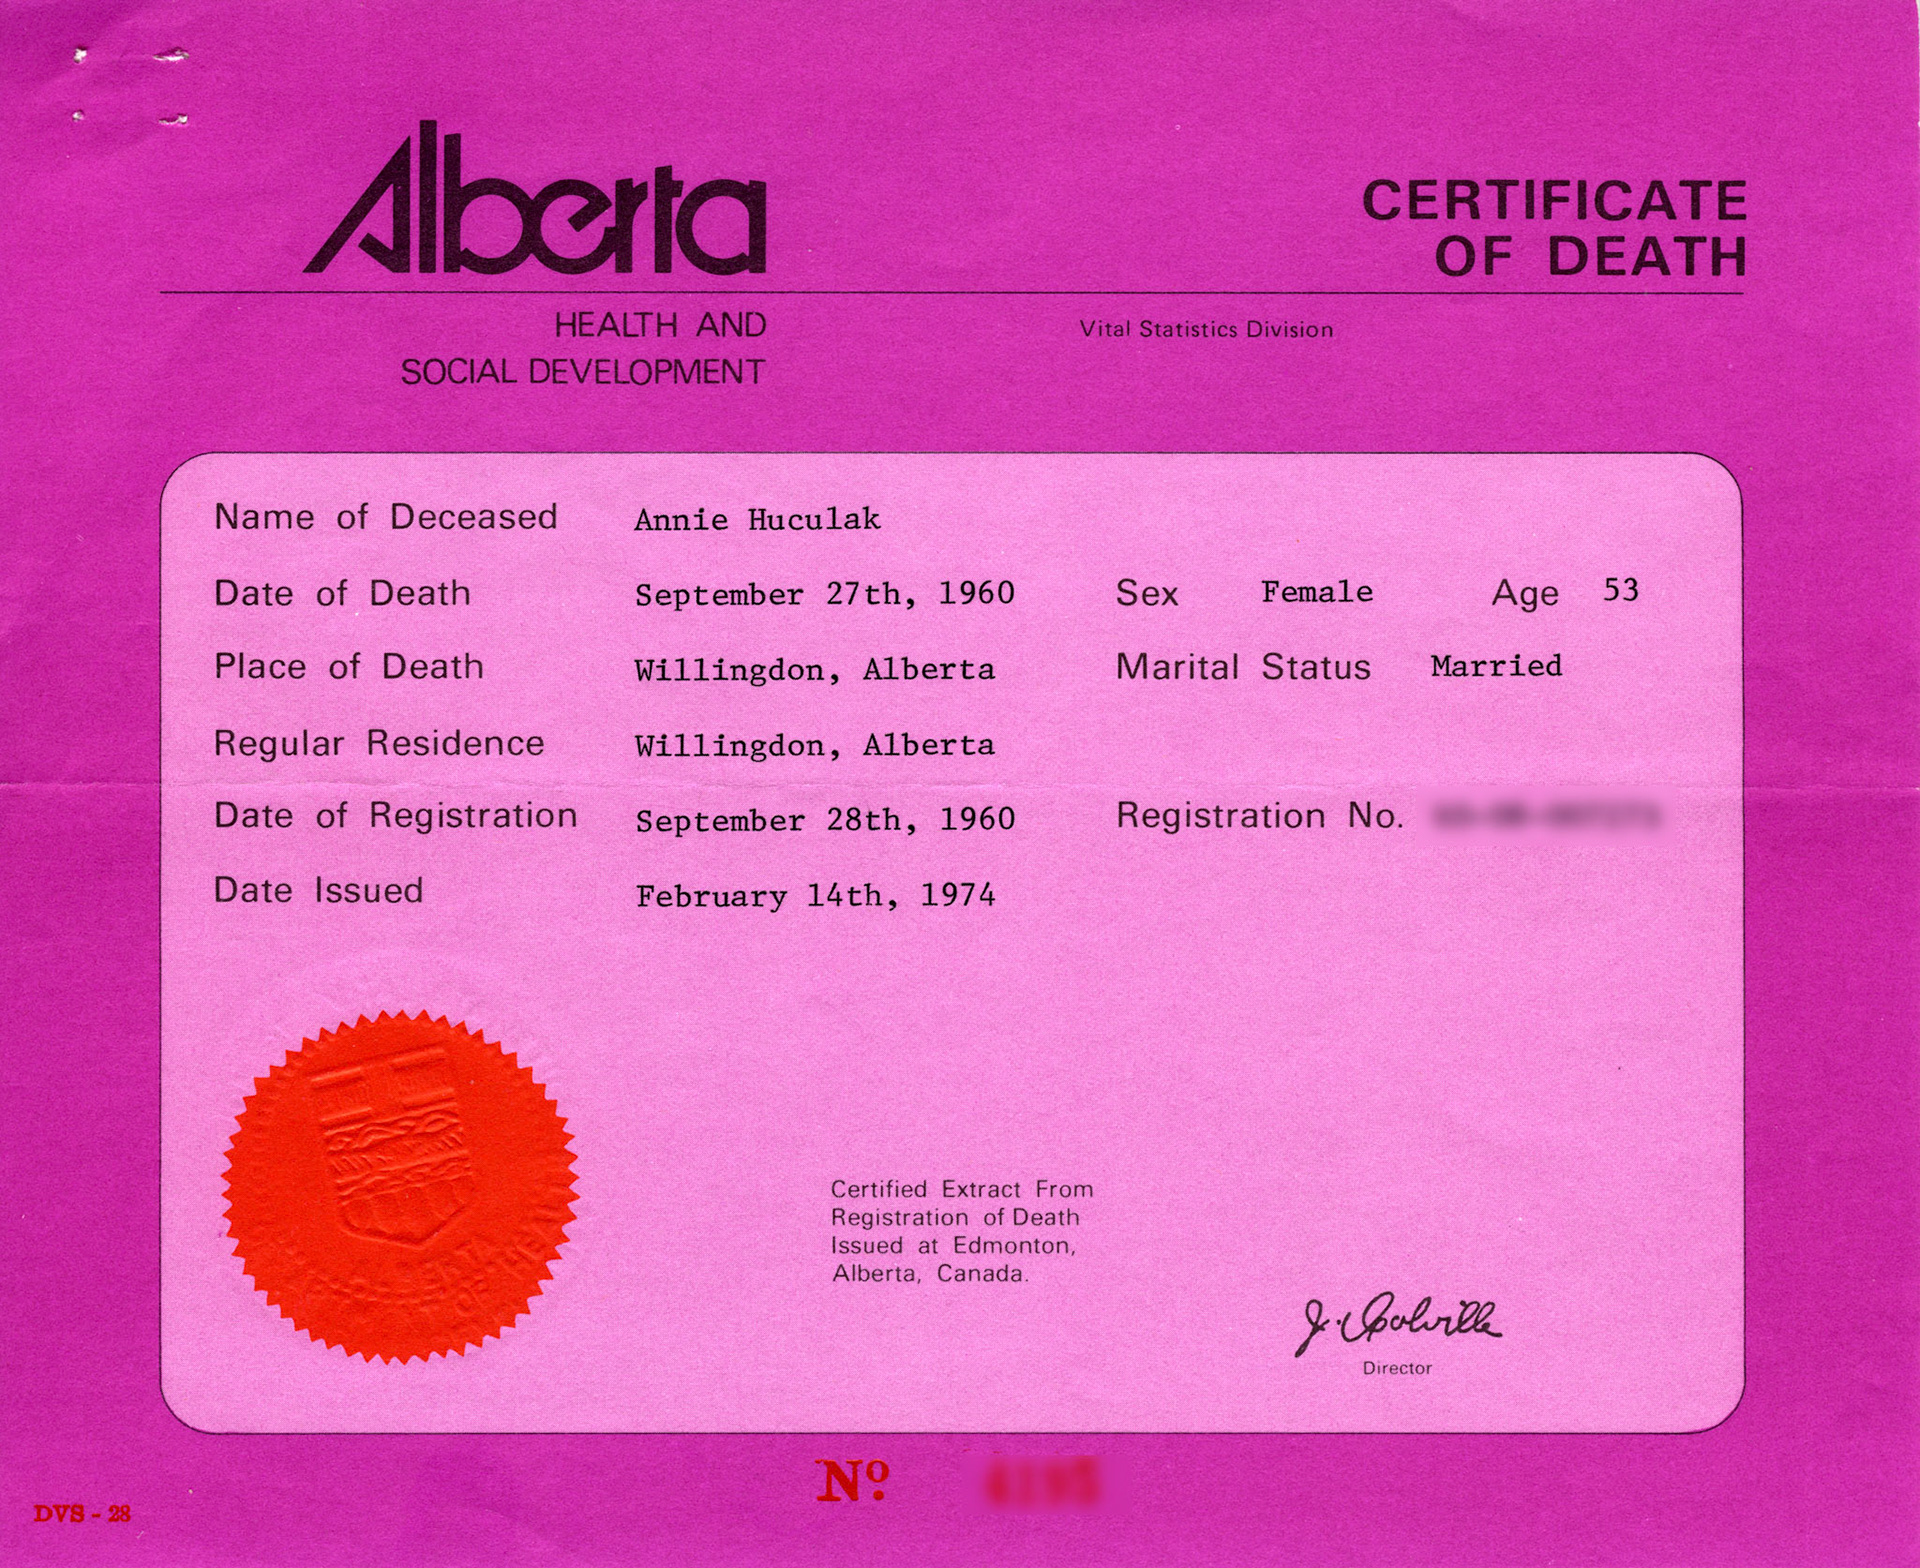 Alberta
CERTIFICATE
OF DEATH
HEALTH AND
SOCIAL DEVELOPMENT
Vital Statistics Division
Name of Deceased Annie Huculak
Date of Death September 27th, 1960 Sex Female Age 53
Place of Death Willingdon, Alberta Marital Status Married
Regular Residence Willingdon, Alberta
Date of Registration September 28th, 1960 Registration No.
Date Issued February 14th, 1974
Certified Extract From
Registration of Death
Issued at Edmonton,
Alberta, Canada.
J. Colville
Director
Nº.
DVS - 28